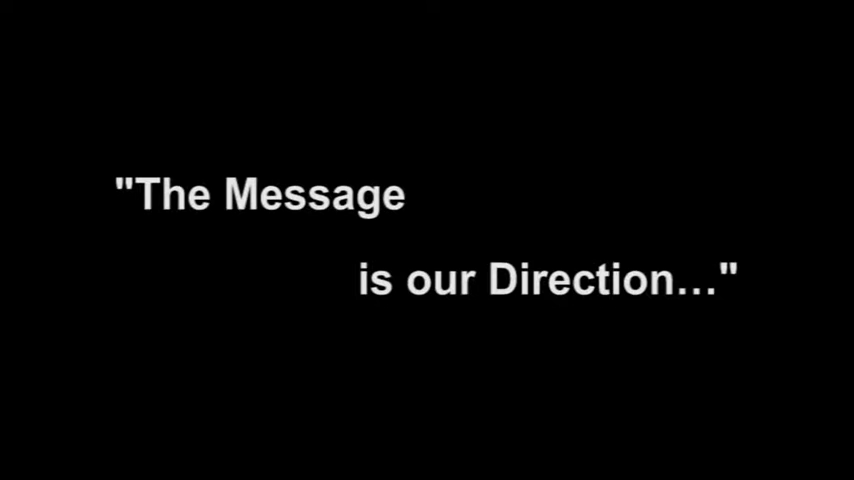 "The Message
is our Direction..."